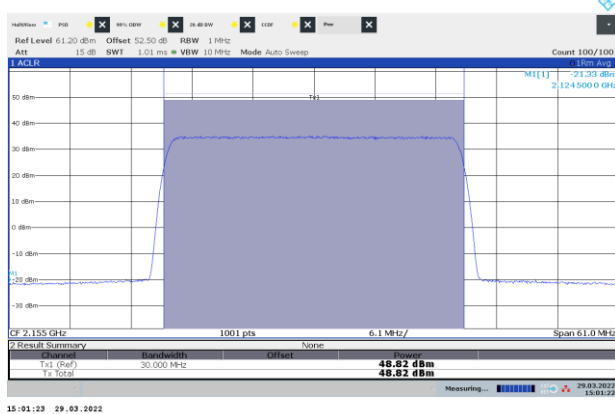 MultiView PSD 99% OBW 26 dB BW CCDF Pwr
Ref Level 61.20 dBm Offset 52.50 dB RBW 1 MHz
Att 15 dB SWT 1.01 ms VBW 10 MHz Mode Auto Sweep Count 100/100
1 ACLR 1Rm Avg
M1[1] -21.33 dBm
2.1245000 GHz
Tx1
50 dBm
40 dBm
30 dBm
20 dBm
10 dBm
0 dBm
-10 dBm
M1
-20 dBm
-30 dBm
CF 2.155 GHz 1001 pts 6.1 MHz/ Span 61.0 MHz
2 Result Summary None
Channel Bandwidth Offset Power
Tx1 (Ref) 30.000 MHz 48.82 dBm
Tx Total 48.82 dBm
Measuring... 29.03.2022
15:01:22
15:01:23 29.03.2022